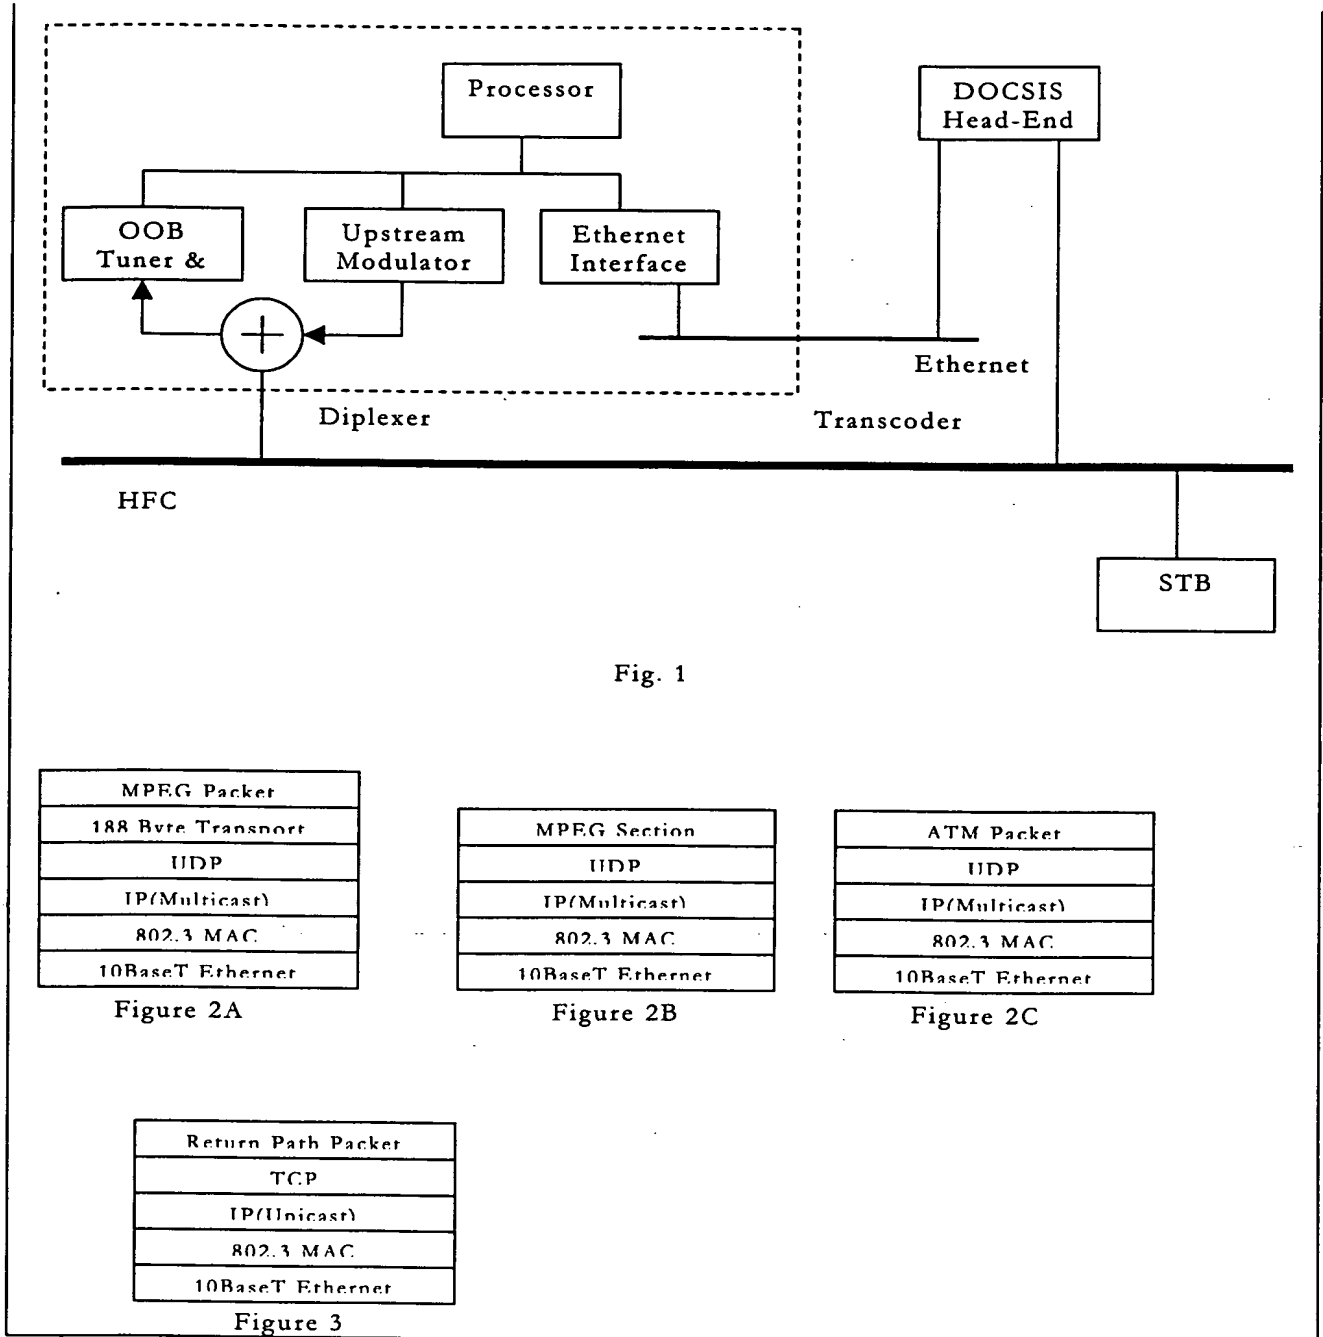 Processor
DOCSIS
Head-End
OOB
Tuner &
Upstream
Modulator
Ethernet
Interface
Ethernet
Diplexer
Transcoder
HFC
STB
Fig. 1
MPEG Packet
188 Byte Transport
UDP
IP(Multicast)
802.3 MAC
10BaseT Ethernet
Figure 2A
MPEG Section
UDP
IP(Multicast)
802.3 MAC
10BaseT Ethernet
Figure 2B
ATM Packet
UDP
IP(Multicast)
802.3 MAC
10BaseT Ethernet
Figure 2C
Return Path Packet
TCP
IP(Unicast)
802.3 MAC
10BaseT Ethernet
Figure 3